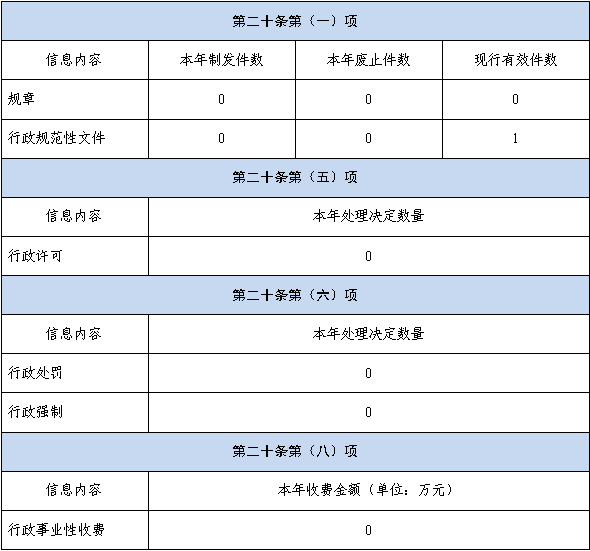 第二十条第（一）项
信息内容 本年制发件数 本年废止件数 现行有效件数
规章 0 0 0
行政规范性文件 0 0 1
第二十条第（五）项
信息内容 本年处理决定数量
行政许可 0
第二十条第（六）项
信息内容 本年处理决定数量
行政处罚 0
行政强制 0
第二十条第（八）项
信息内容 本年收费金额（单位：万元）
行政事业性收费 0